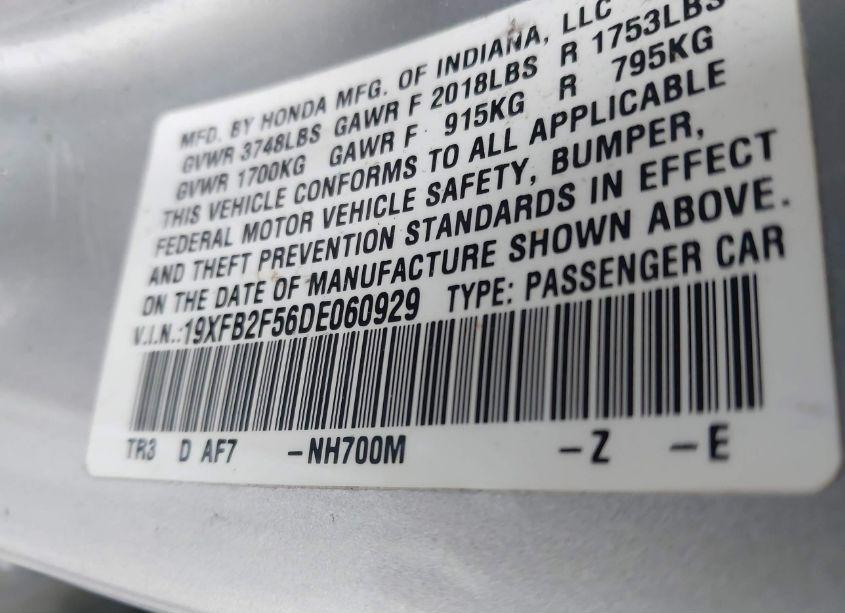 MFD. BY HONDA MFG. OF INDIANA, LLC
GVWR 3748LBS GAWR F 2018LBS R 1753LBS
GVWR 1700KG GAWR F 915KG R 795KG
THIS VEHICLE CONFORMS TO ALL APPLICABLE
FEDERAL MOTOR VEHICLE SAFETY, BUMPER,
AND THEFT PREVENTION STANDARDS IN EFFECT
ON THE DATE OF MANUFACTURE SHOWN ABOVE.
V.I.N.:19XFB2F56DE060929 TYPE: PASSENGER CAR
TR3 D AF7 -NH700M -Z -E